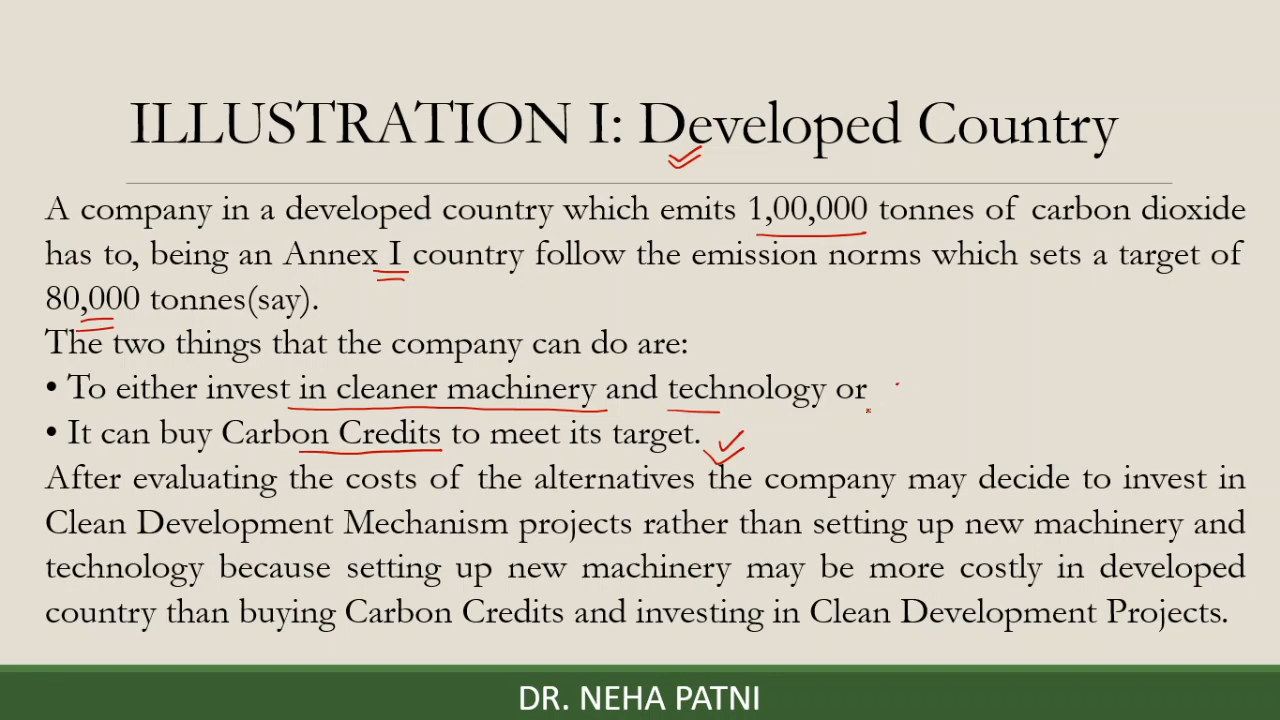 ILLUSTRATION I: Developed Country
A company in a developed country which emits 1,00,000 tonnes of carbon dioxide
has to, being an Annex I country follow the emission norms which sets a target of
80,000 tonnes(say).
The two things that the company can do are:
• To either invest in cleaner machinery and technology or
• It can buy Carbon Credits to meet its target.
After evaluating the costs of the alternatives the company may decide to invest in
Clean Development Mechanism projects rather than setting up new machinery and
technology because setting up new machinery may be more costly in developed
country than buying Carbon Credits and investing in Clean Development Projects.
DR. NEHA PATNI